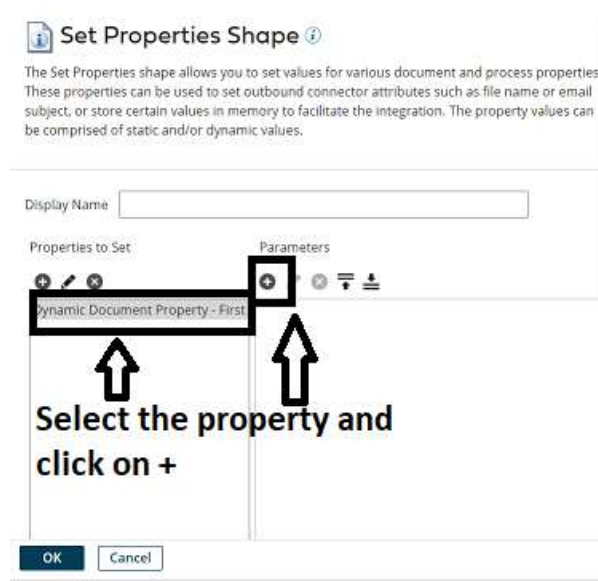 Set Properties Shape
The Set Properties shape allows you to set values for various document and process properties
These properties can be used to set outbound connector attributes such as file name or email
subject, or store certain values in memory to facilitate the integration. The property values can
be comprised of static and/or dynamic values.
Display Name
Properties to Set
Parameters
Dynamic Document Property - First
Select the property and
click on +
OK
Cancel